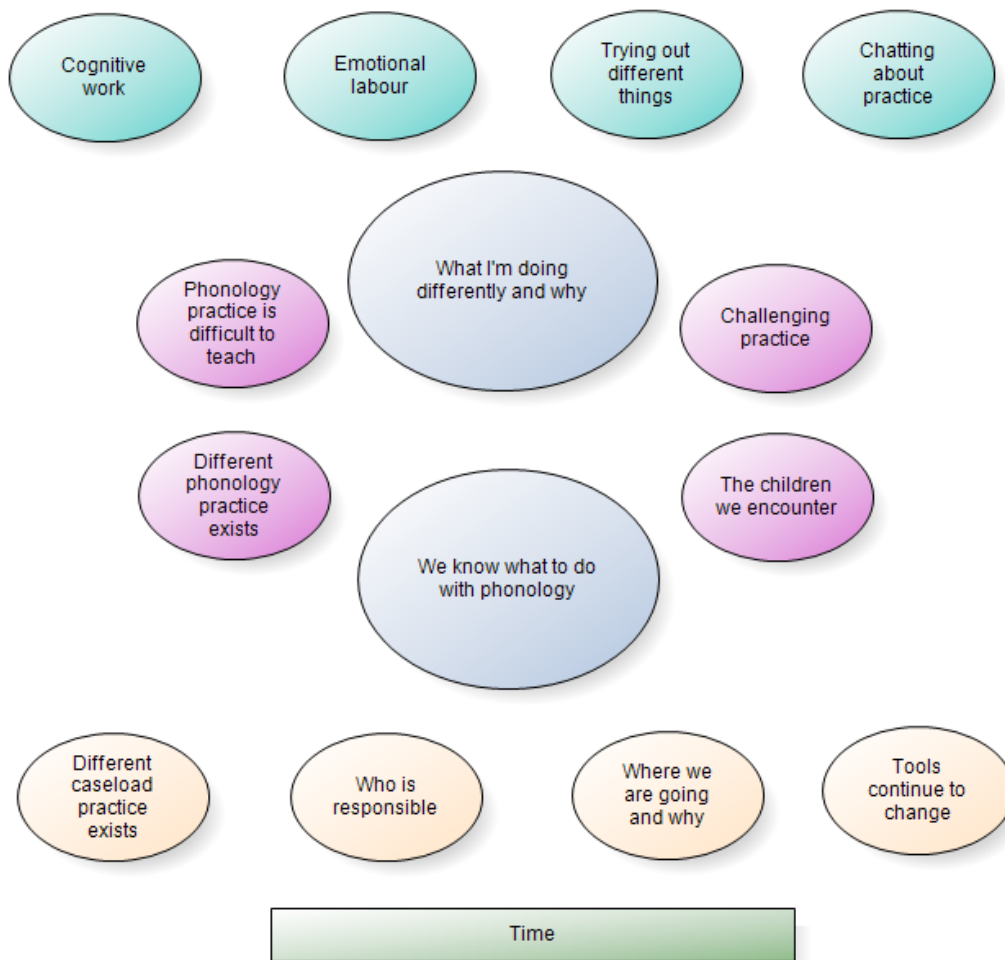 Cognitive
work
Emotional
labour
Trying out
different
things
Chatting
about
practice
What I'm doing
differently and why
Phonology
practice is
difficult to
teach
Challenging
practice
Different
phonology
practice
exists
The children
we encounter
We know what to do
with phonology
Different
caseload
practice
exists
Who is
responsible
Where we
are going
and why
Tools
continue to
change
Time